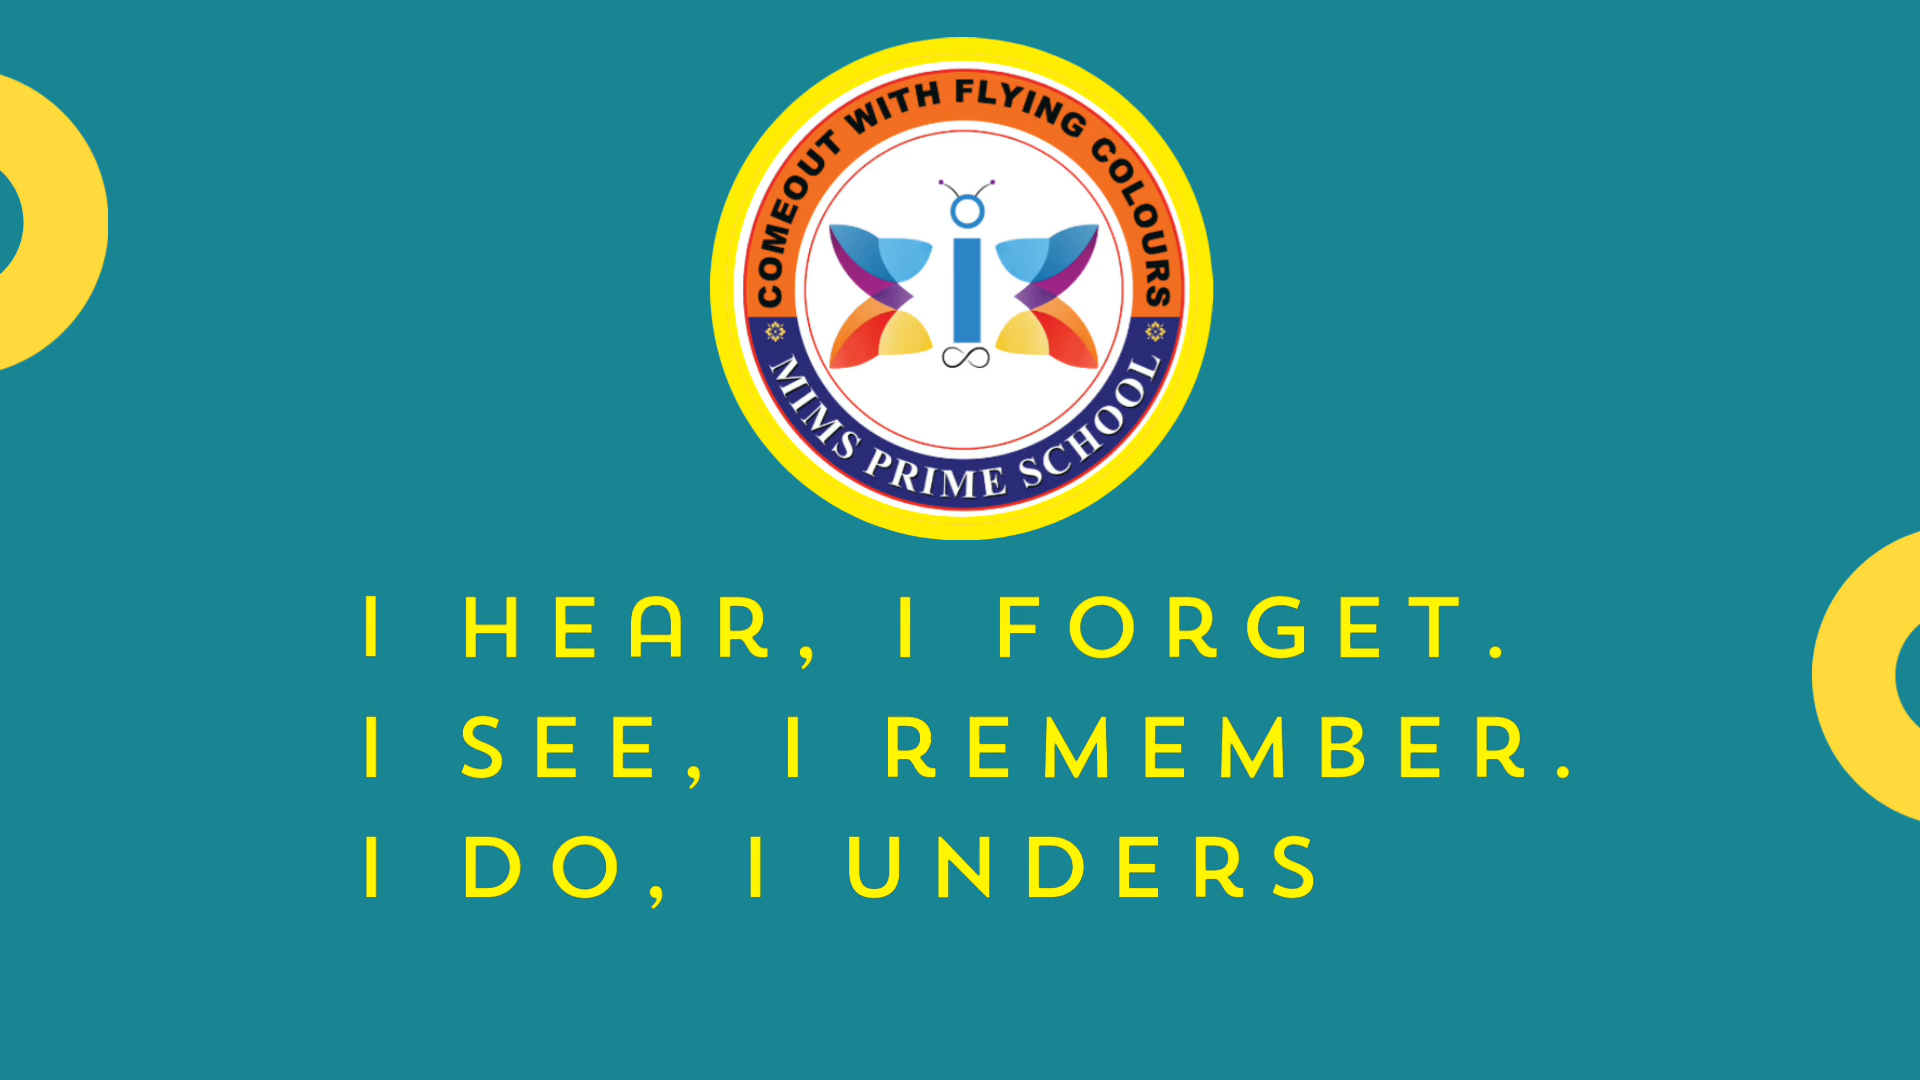 COMEOUT WITH FLYING COLOURS
MIMS PRIME SCHOOL
I HEAR, I FORGET.
I SEE, I REMEMBER.
I DO, I UNDERS